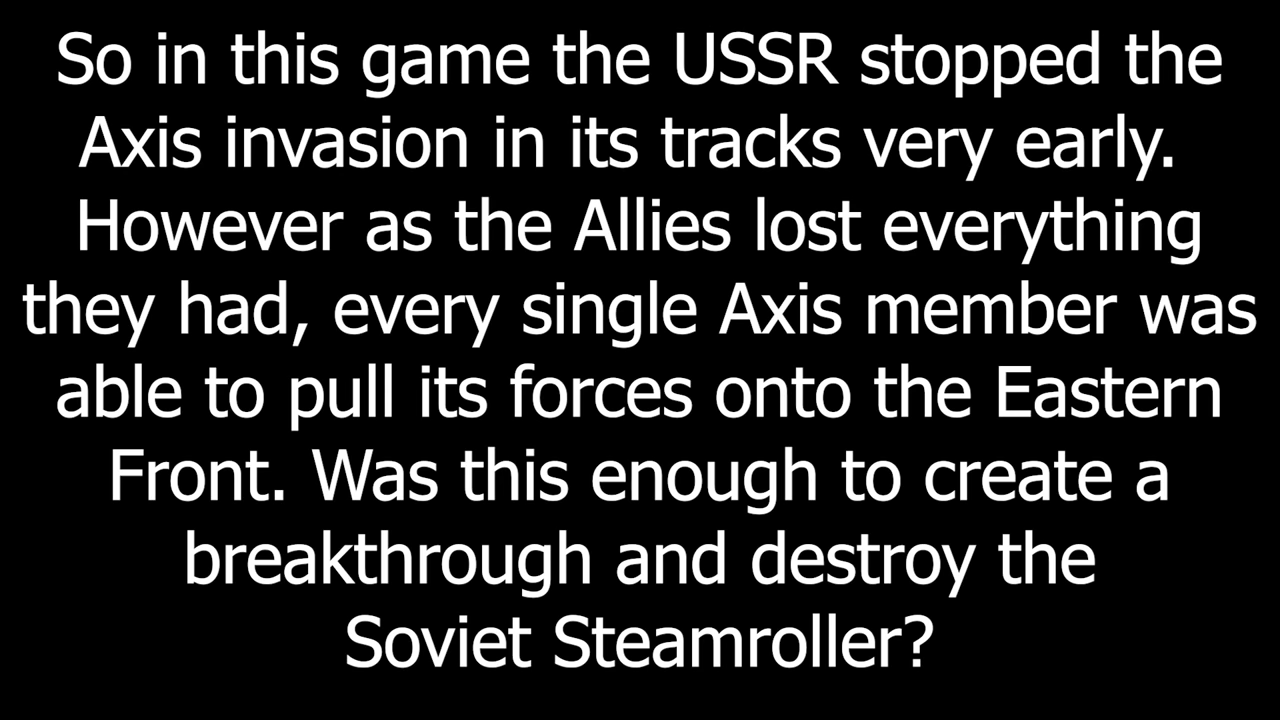 So in this game the USSR stopped the
Axis invasion in its tracks very early.
However as the Allies lost everything
they had, every single Axis member was
able to pull its forces onto the Eastern
Front. Was this enough to create a
breakthrough and destroy the
Soviet Steamroller?